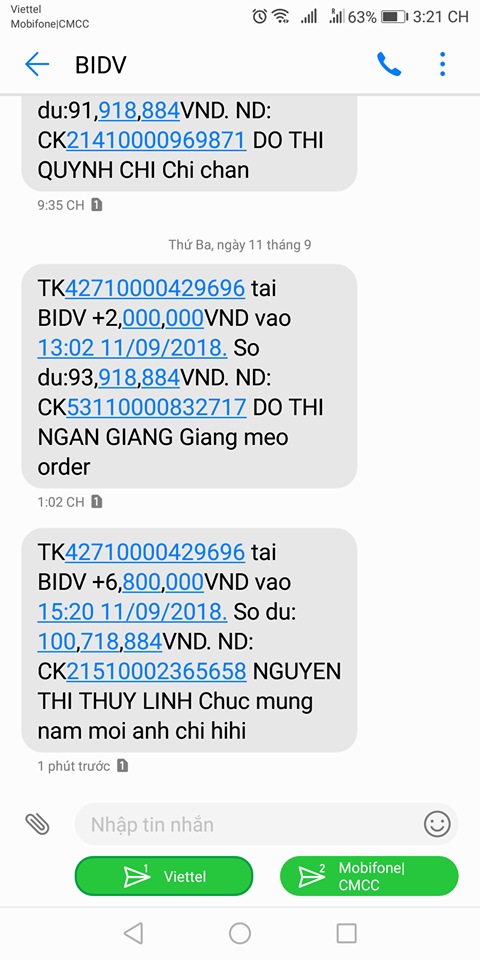 Viettel
Mobifone|CMCC
63% 3:21 CH
BIDV
du:91,918,884VND. ND:
CK21410000969871 DO THI
QUYNH CHI Chi chan
9:35 CH 1
Thứ Ba, ngày 11 tháng 9
TK42710000429696 tai
BIDV +2,000,000VND vao
13:02 11/09/2018. So
du:93,918,884VND. ND:
CK53110000832717 DO THI
NGAN GIANG Giang meo
order
1:02 CH 1
TK42710000429696 tai
BIDV +6,800,000VND vao
15:20 11/09/2018. So du:
100,718,884VND. ND:
CK21510002365658 NGUYEN
THI THUY LINH Chuc mung
nam moi anh chi hihi
1 phút trước 1
Nhập tin nhắn
1 Viettel
2 Mobifone|
CMCC